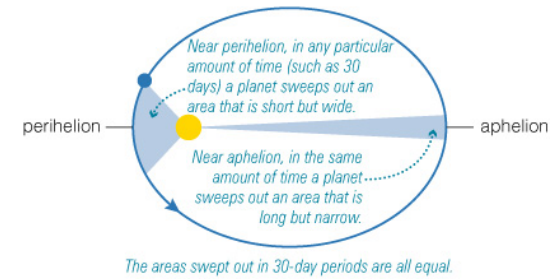 Near perihelion, in any particular
amount of time (such as 30
days) a planet sweeps out an
area that is short but wide.
perihelion
aphelion
Near aphelion, in the same
amount of time a planet
sweeps out an area that is
long but narrow.
The areas swept out in 30-day periods are all equal.